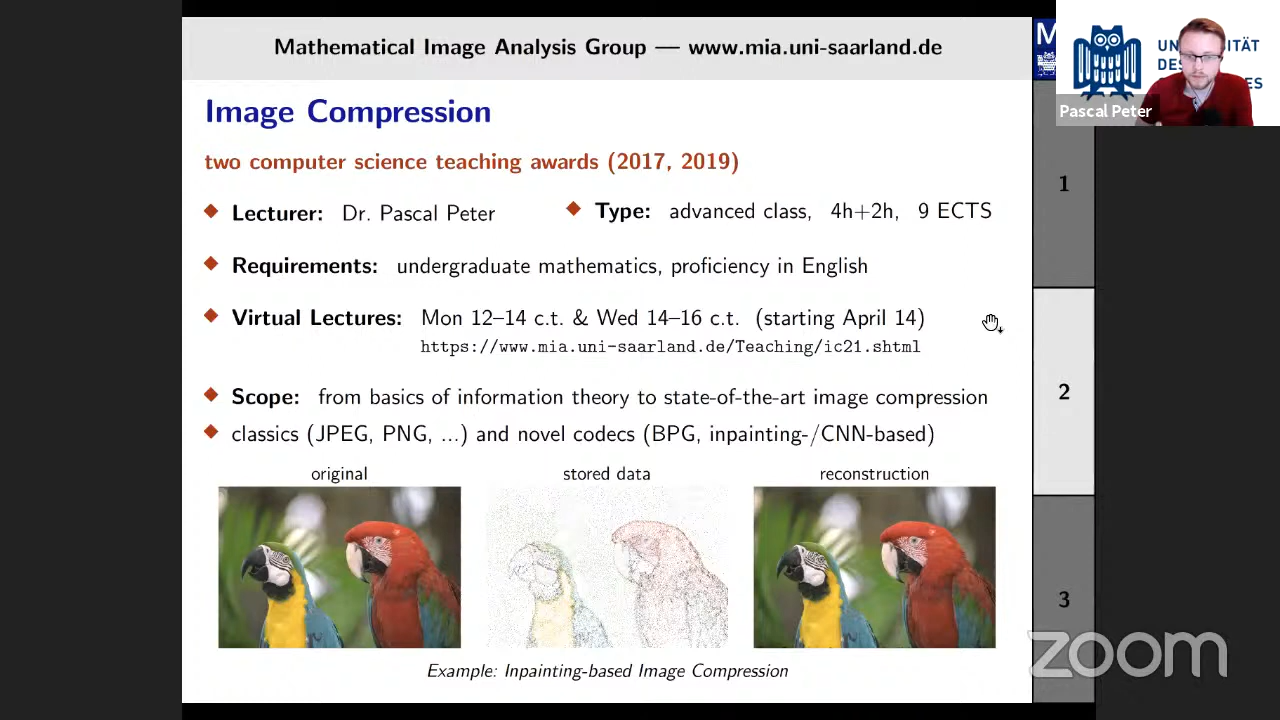 Mathematical Image Analysis Group — www.mia.uni-saarland.de
Image Compression
two computer science teaching awards (2017, 2019)
Lecturer: Dr. Pascal Peter
Type: advanced class, 4h+2h, 9 ECTS
Requirements: undergraduate mathematics, proficiency in English
Virtual Lectures: Mon 12–14 c.t. & Wed 14–16 c.t. (starting April 14)
https://www.mia.uni-saarland.de/Teaching/ic21.shtml
Scope: from basics of information theory to state-of-the-art image compression
classics (JPEG, PNG, ...) and novel codecs (BPG, inpainting-/CNN-based)
original stored data reconstruction
Example: Inpainting-based Image Compression
M
1
2
3
Pascal Peter
zoom